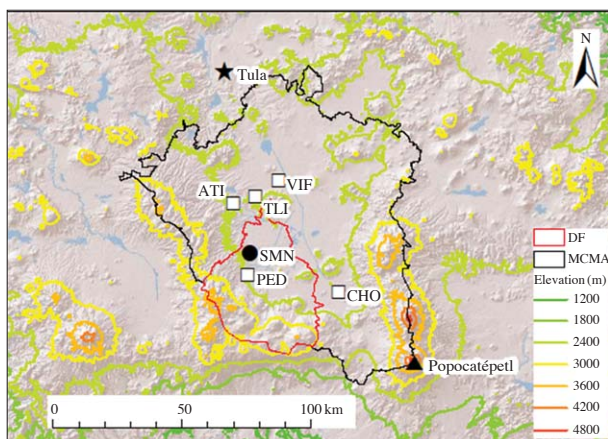 N
Tula
VIF
ATI
TLI
SMN
PED
CHO
Popocatépetl
0 50 100 km
DF
MCMA
Elevation (m)
1200
1800
2400
3000
3600
4200
4800